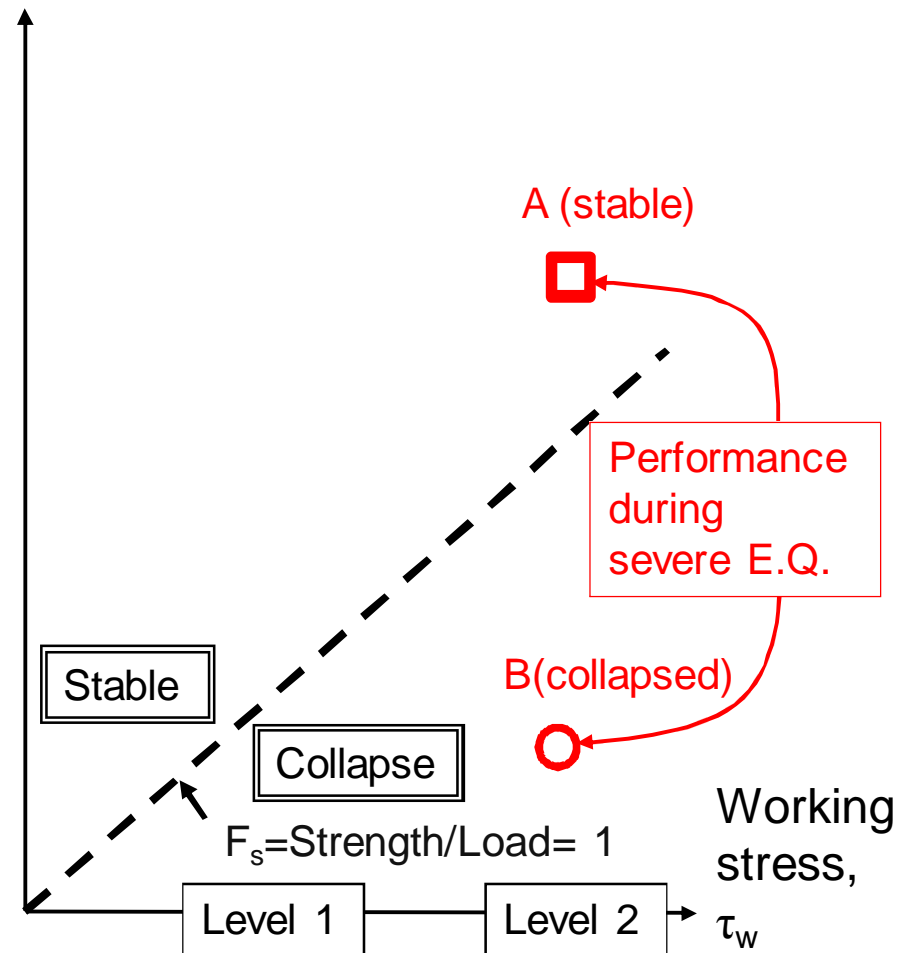 A (stable)
Performance
during
severe E.Q.
Stable
B(collapsed)
Collapse
Fₛ=Strength/Load= 1
Working
stress,
τw
Level 1
Level 2